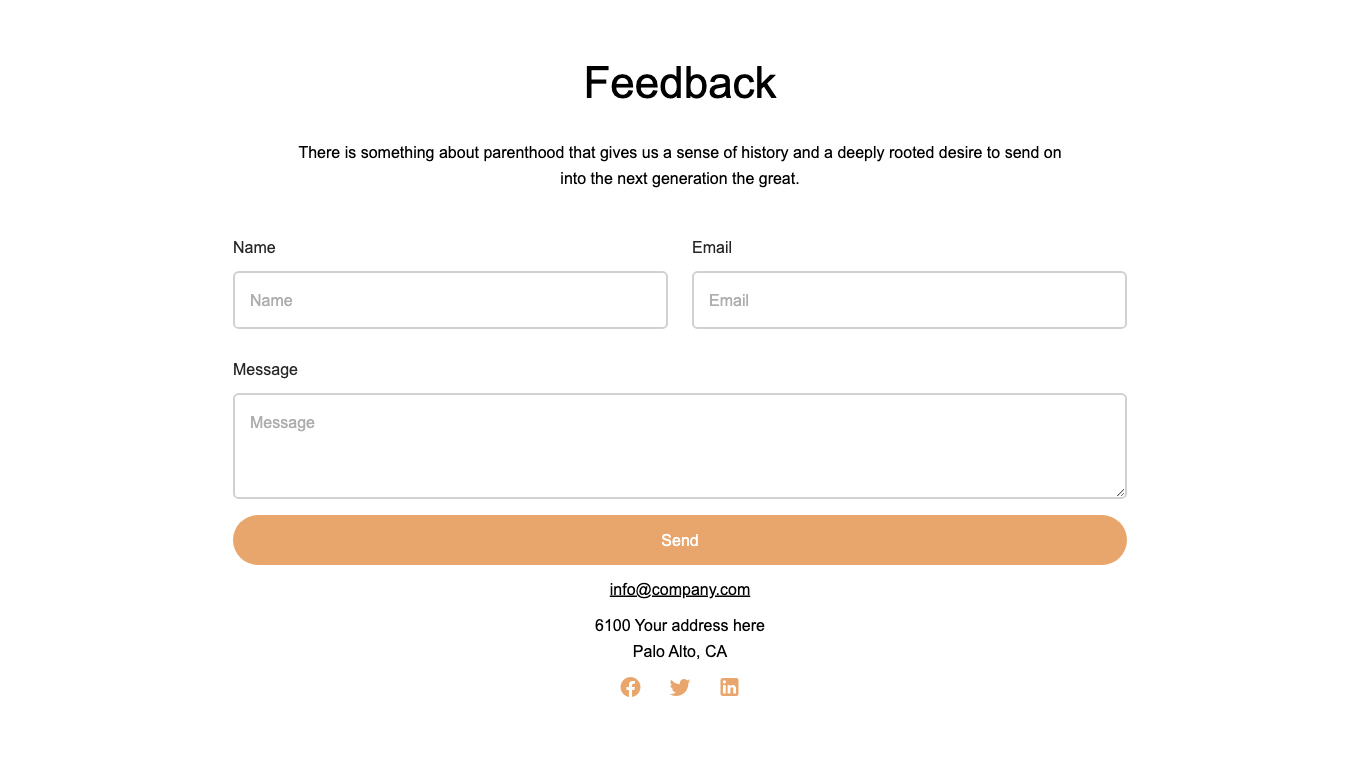 Feedback
There is something about parenthood that gives us a sense of history and a deeply rooted desire to send on
into the next generation the great.
Name
Email
Name
Email
Message
Message
Send
info@company.com
6100 Your address here
Palo Alto, CA